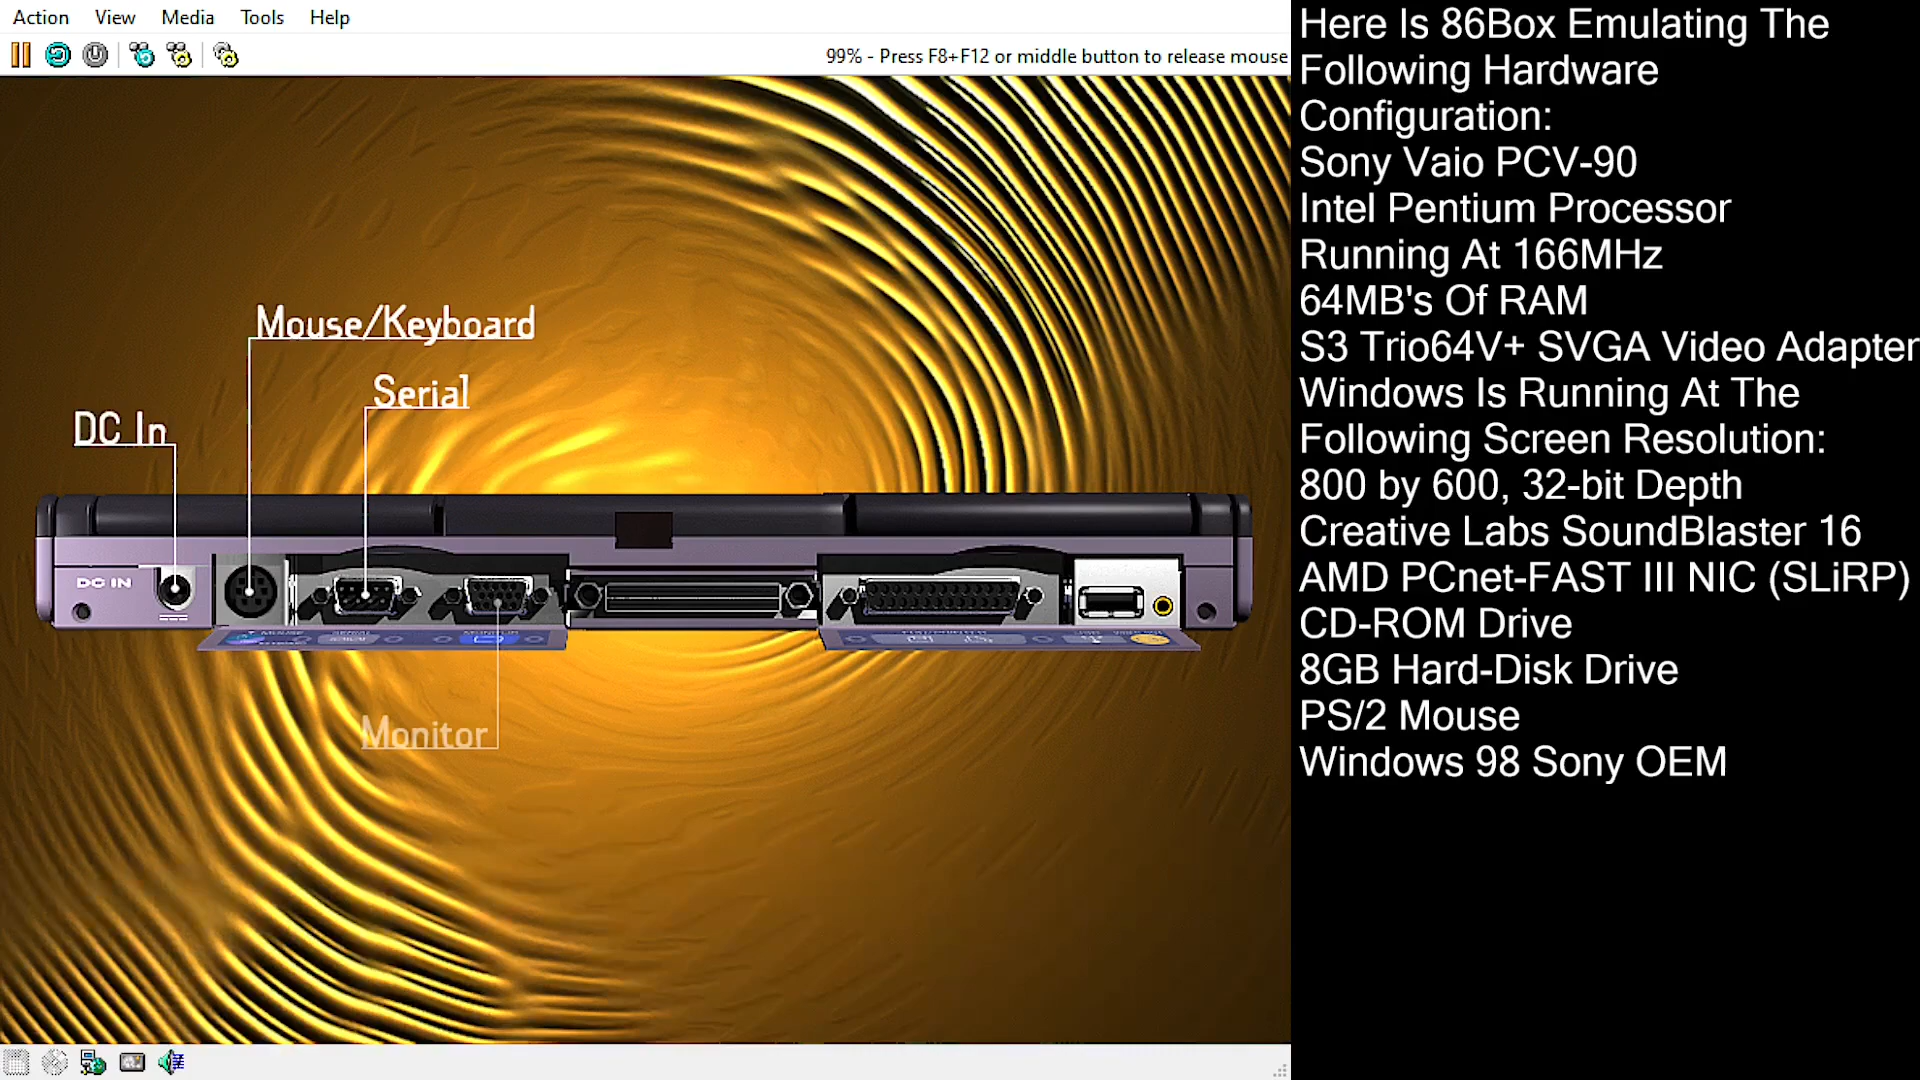 Action View Media Tools Help
99% - Press F8+F12 or middle button to release mouse
Mouse/Keyboard
Serial
DC In
DC IN
Monitor
Here Is 86Box Emulating The
Following Hardware
Configuration:
Sony Vaio PCV-90
Intel Pentium Processor
Running At 166MHz
64MB's Of RAM
S3 Trio64V+ SVGA Video Adapter
Windows Is Running At The
Following Screen Resolution:
800 by 600, 32-bit Depth
Creative Labs SoundBlaster 16
AMD PCnet-FAST III NIC (SLiRP)
CD-ROM Drive
8GB Hard-Disk Drive
PS/2 Mouse
Windows 98 Sony OEM